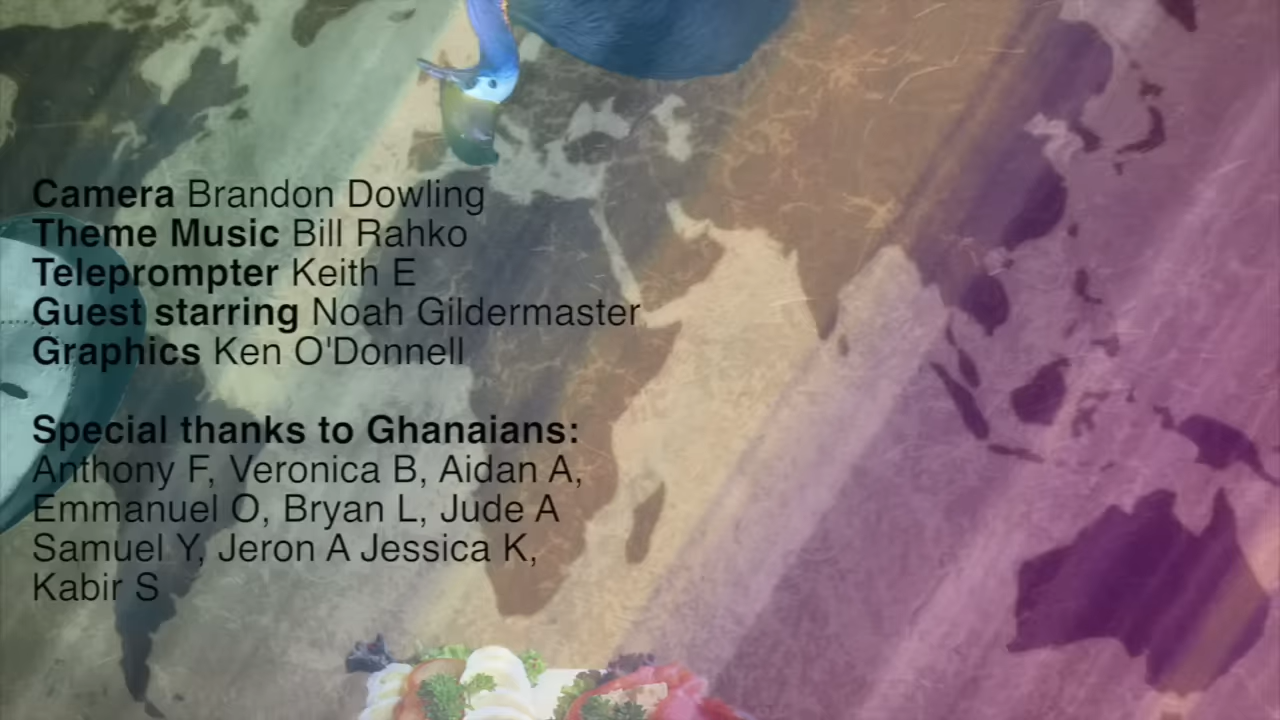 Camera Brandon Dowling
Theme Music Bill Rahko
Teleprompter Keith E
Guest starring Noah Gildermaster
Graphics Ken O'Donnell
Special thanks to Ghanaians:
Anthony F, Veronica B, Aidan A,
Emmanuel O, Bryan L, Jude A
Samuel Y, Jeron A Jessica K,
Kabir S